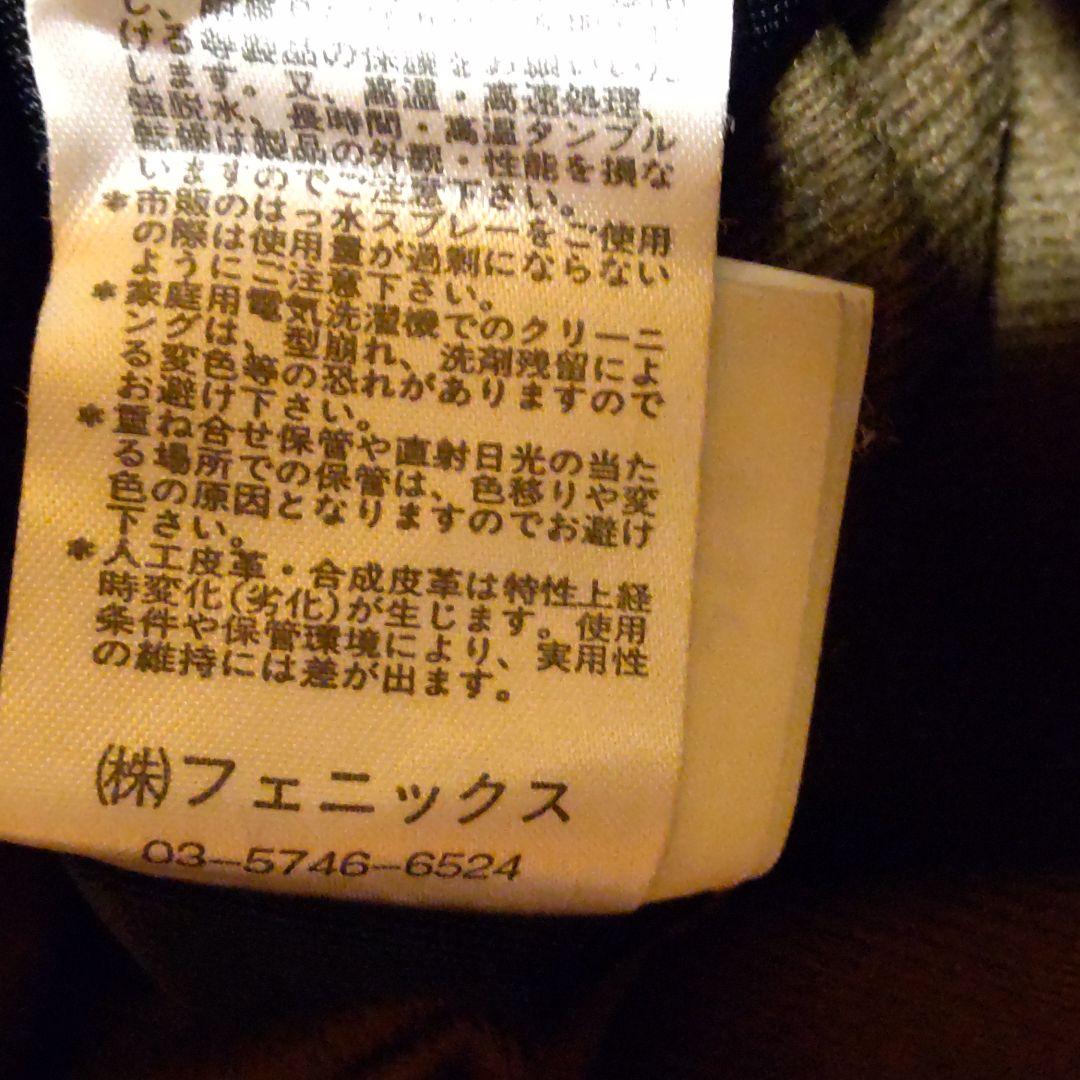 し、
ける等製品の保護をお願いいた
します。又、高温・高速処理、
強脱水、長時間・高温タンブル
乾燥は製品の外観・性能を損な
いますのでご注意下さい。
*市販のはっ水スプレーをご使用
の際は使用量が過剰にならない
ようにご注意下さい。
*家庭用電気洗濯機でのクリーニ
ングは、型崩れ、洗剤残留によ
る変色等の恐れがありますので
お避け下さい。
*重ね合せ保管や直射日光の当た
る場所での保管は、色移りや変
色の原因となりますのでお避け
下さい。
*人工皮革・合成皮革は特性上経
時変化(劣化)が生じます。使用
条件や保管環境により、実用性
の維持には差が出ます。
(株)フェニックス
03-5746-6524